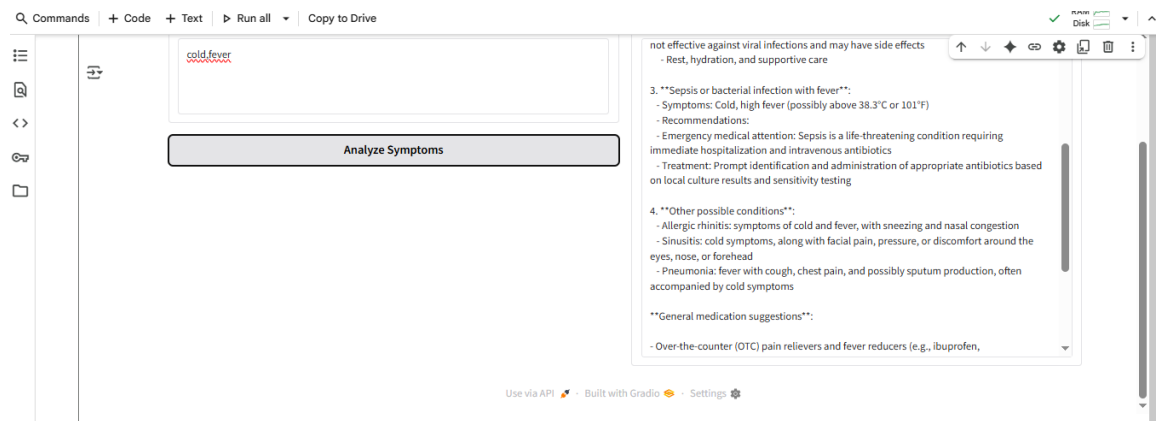 Commands + Code + Text Run all Copy to Drive
RAM
Disk
cold,fever
Analyze Symptoms
not effective against viral infections and may have side effects
- Rest, hydration, and supportive care
3. **Sepsis or bacterial infection with fever**:
- Symptoms: Cold, high fever (possibly above 38.3°C or 101°F)
- Recommendations:
- Emergency medical attention: Sepsis is a life-threatening condition requiring
immediate hospitalization and intravenous antibiotics
- Treatment: Prompt identification and administration of appropriate antibiotics based
on local culture results and sensitivity testing
4. **Other possible conditions**:
- Allergic rhinitis: symptoms of cold and fever, with sneezing and nasal congestion
- Sinusitis: cold symptoms, along with facial pain, pressure, or discomfort around the
eyes, nose, or forehead
- Pneumonia: fever with cough, chest pain, and possibly sputum production, often
accompanied by cold symptoms
**General medication suggestions**:
- Over-the-counter (OTC) pain relievers and fever reducers (e.g., ibuprofen,
Use via API · Built with Gradio · Settings